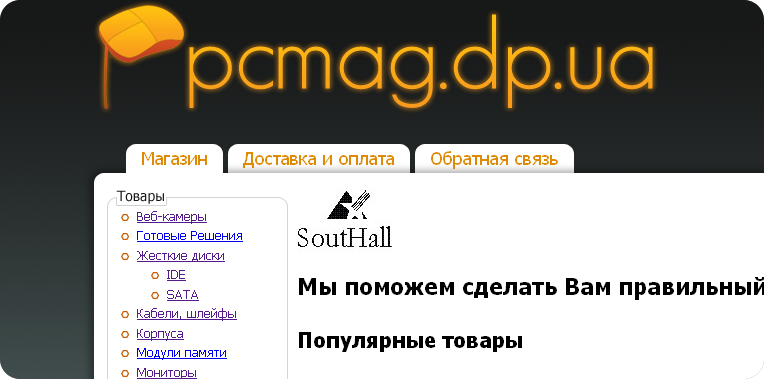 pcmag.dp.ua
Магазин
Доставка и оплата
Обратная связь
Товары
Веб-камеры
Готовые Решения
Жесткие диски
IDE
SATA
Кабели, шлейфы
Корпуса
Модули памяти
Мониторы
SoutHall
Мы поможем сделать Вам правильный
Популярные товары